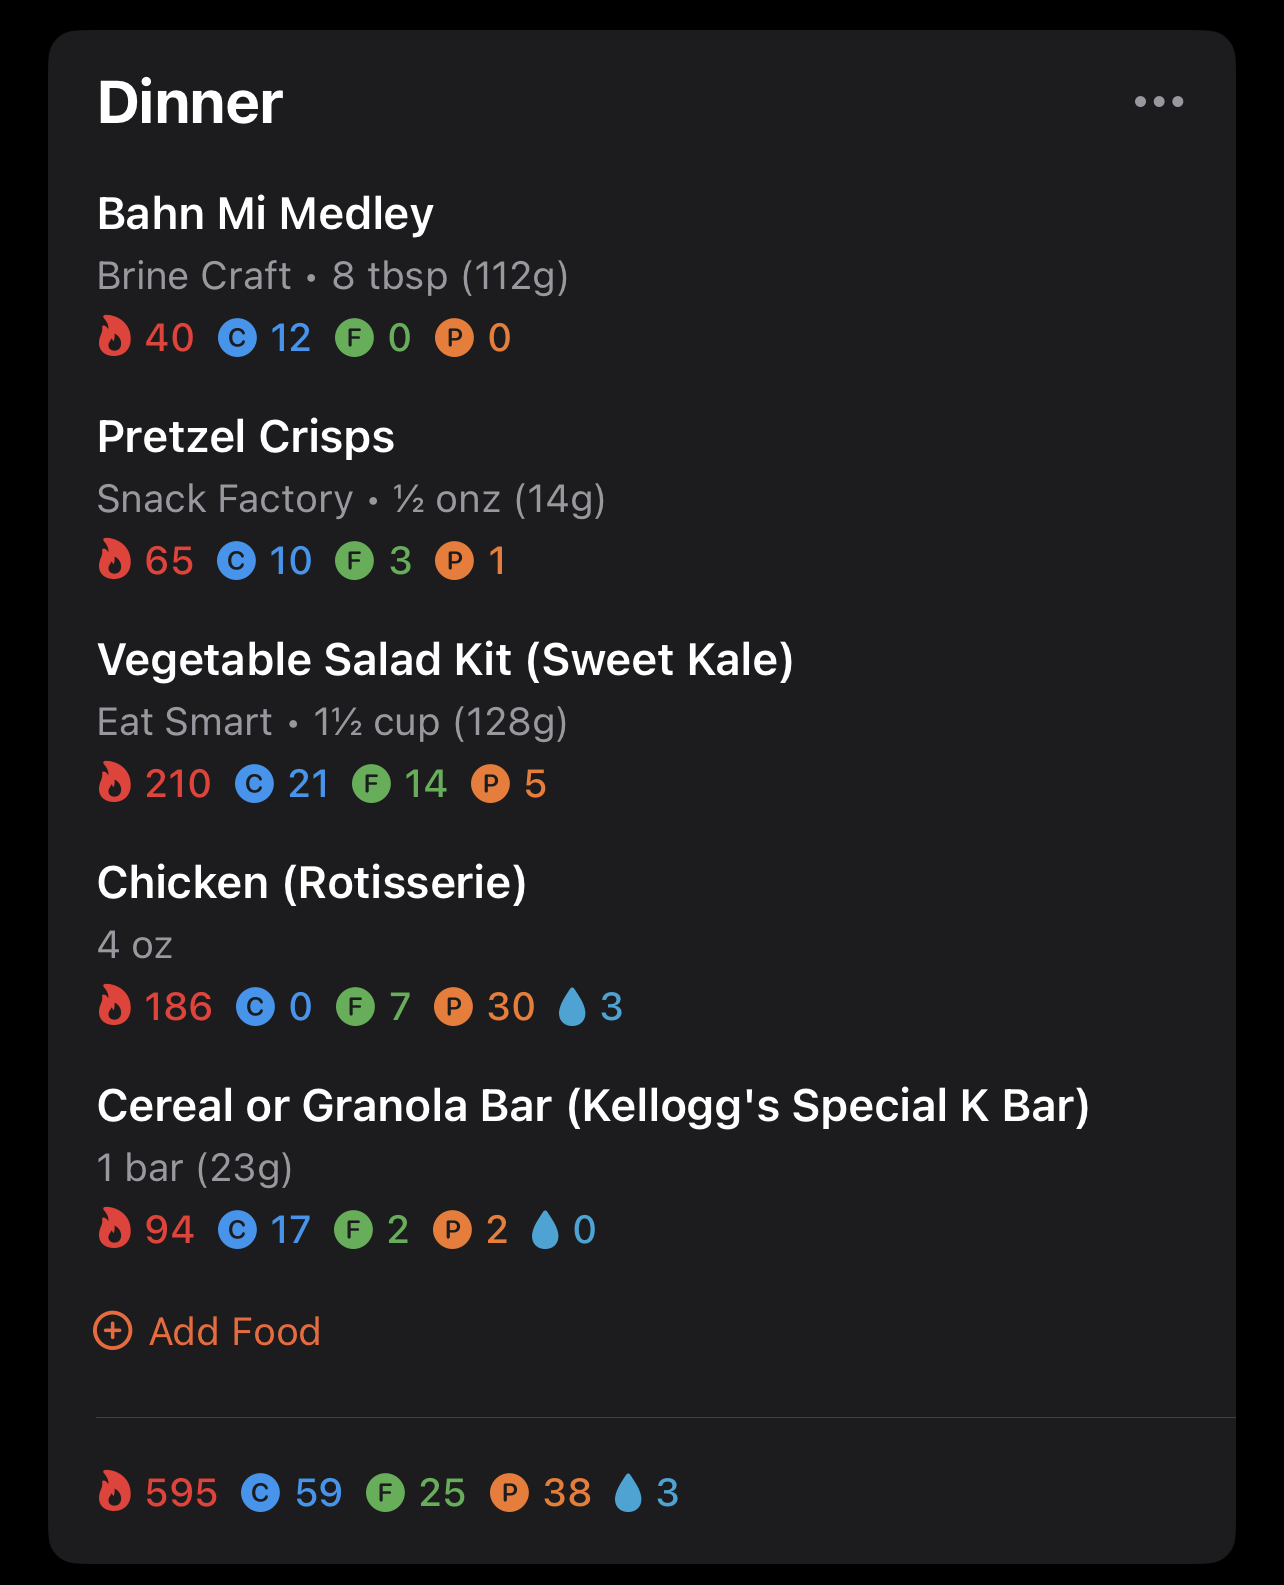 Dinner
Bahn Mi Medley
Brine Craft • 8 tbsp (112g)
40 C 12 F 0 P 0
Pretzel Crisps
Snack Factory • ½ onz (14g)
65 C 10 F 3 P 1
Vegetable Salad Kit (Sweet Kale)
Eat Smart • 1½ cup (128g)
210 C 21 F 14 P 5
Chicken (Rotisserie)
4 oz
186 C 0 F 7 P 30 3
Cereal or Granola Bar (Kellogg's Special K Bar)
1 bar (23g)
94 C 17 F 2 P 2 0
Add Food
595 C 59 F 25 P 38 3